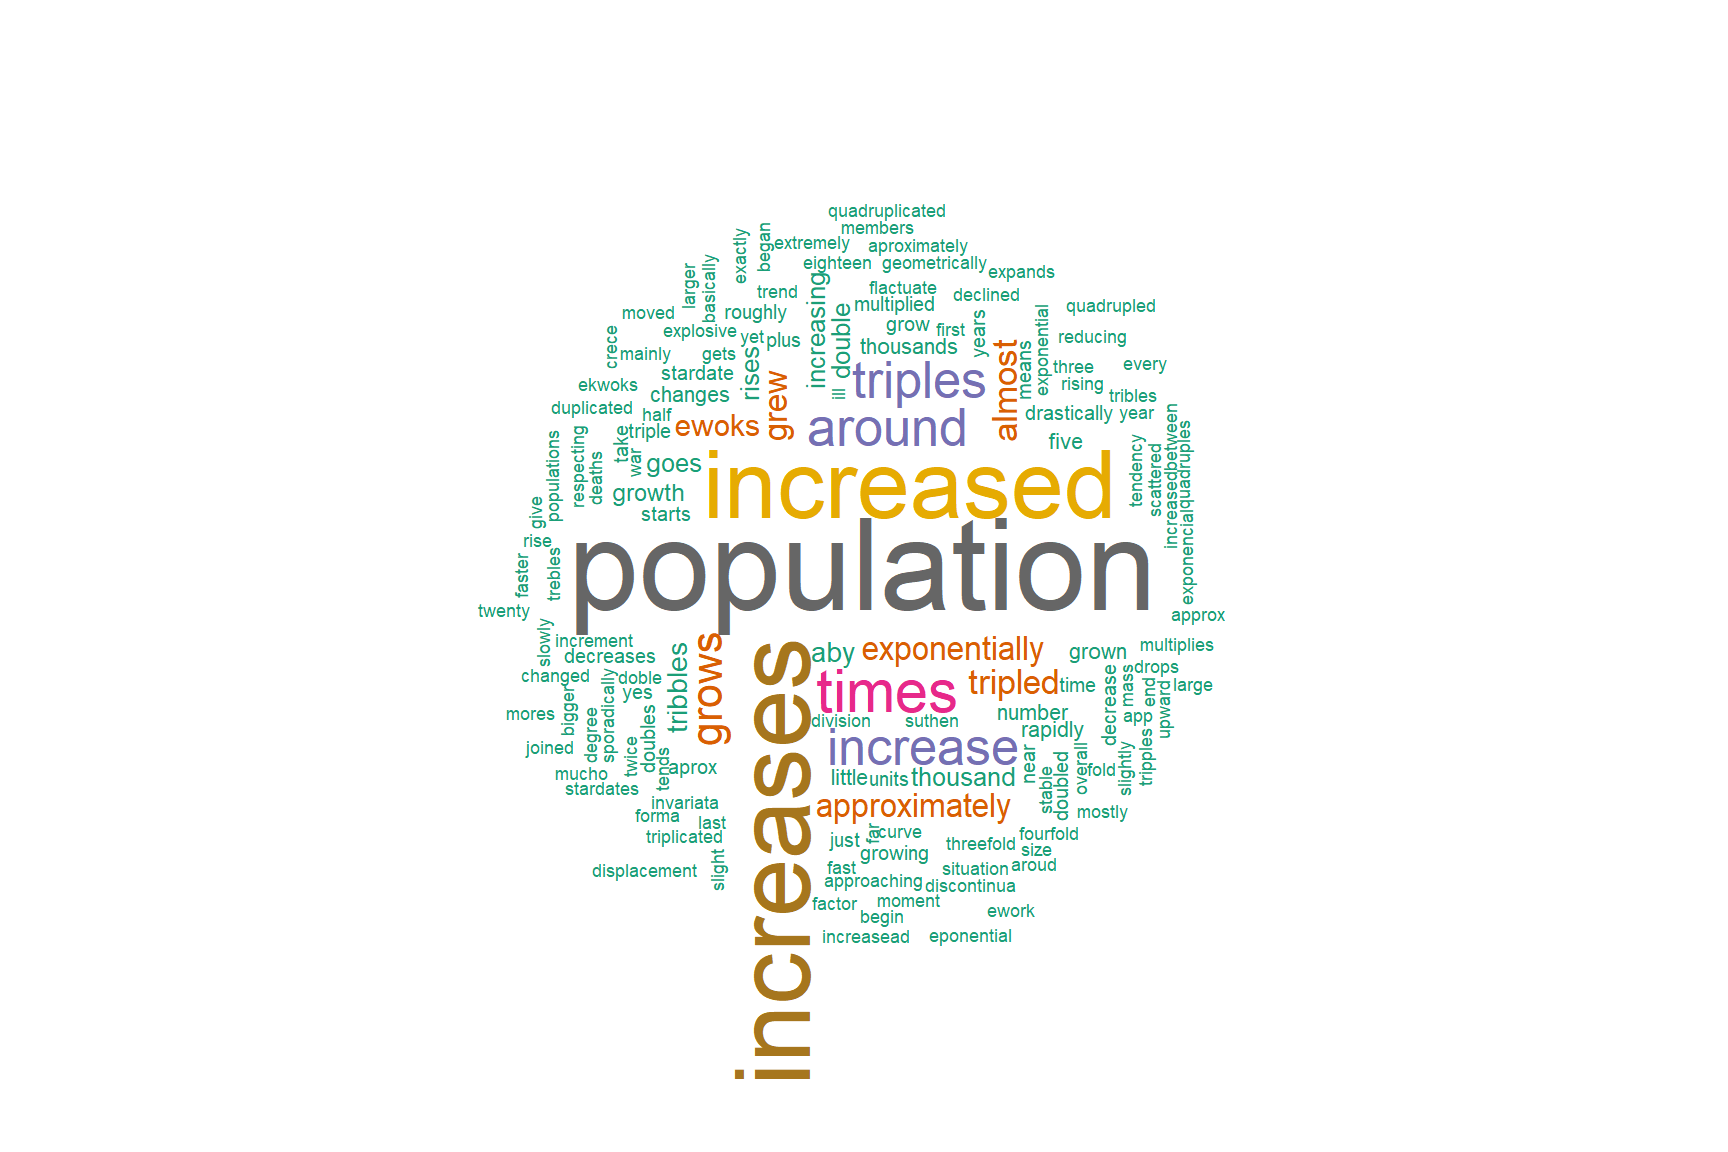 quadruplicated
members
exactly
began
extremely
aproximately
eighteen
geometrically
expands
larger
basically
trend
increasing
flactuate
declined
moved
roughly
multiplied
double
quadrupled
explosive
yet
plus
grow
first
years
exponential
reducing
crece
mainly
gets
thousands
almost
means
three
every
stardate
rises
triples
rising
ekwoks
changes
grew
ill
tribles
duplicated
half
ewoks
around
drastically
year
triple
take
war
five
populations
respecting
deaths
goes
increased
tendency
scattered
increasedbetween
quadruples
growth
give
starts
rise
population
exponencial
faster
trebles
twenty
approx
slowly
increment
tribbles
grows
increases
aby
exponentially
grown
multiplies
decreases
drops
changed
doble
times
tripled
time
decrease
mass
end
large
yes
bigger
sporadically
mores
degree
doubles
division
suthen
number
app
upward
joined
twice
increase
rapidly
mucho
tends
aprox
little
units
thousand
near
overall
fold
slightly
tripples
stardates
stable
doubled
invariata
approximately
mostly
forma
last
triplicated
just
far
curve
fourfold
growing
threefold
size
displacement
slight
fast
situation
aroud
approaching
discontinua
factor
moment
begin
ework
increasead
eponential